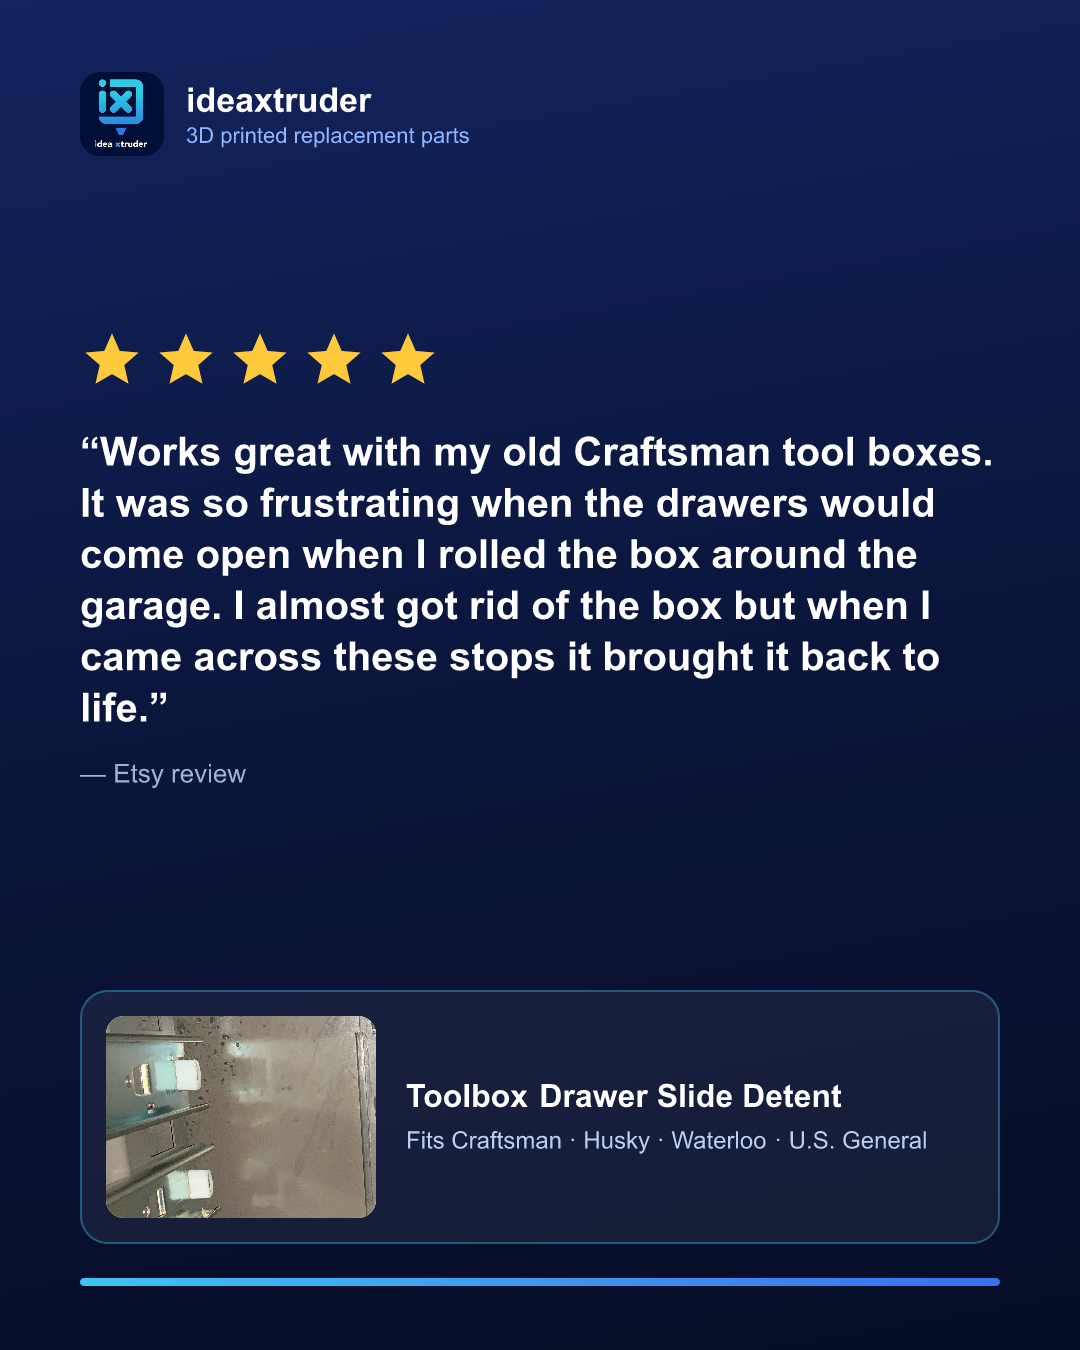 idea xtruder
ideaxtruder
3D printed replacement parts
“Works great with my old Craftsman tool boxes.
It was so frustrating when the drawers would
come open when I rolled the box around the
garage. I almost got rid of the box but when I
came across these stops it brought it back to
life.”
— Etsy review
Toolbox Drawer Slide Detent
Fits Craftsman · Husky · Waterloo · U.S. General